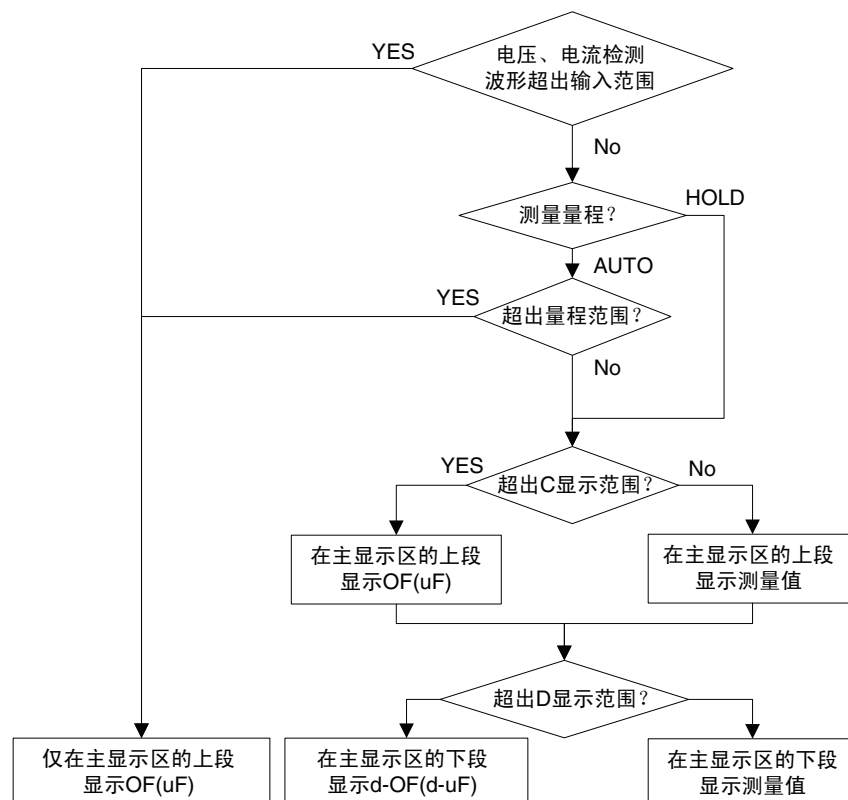 YES
电压、电流检测
波形超出输入范围
No
测量量程？
HOLD
AUTO
YES
超出量程范围？
No
YES
超出C显示范围？
No
在主显示区的上段
显示OF(uF)
在主显示区的上段
显示测量值
超出D显示范围？
仅在主显示区的上段
显示OF(uF)
在主显示区的下段
显示d-OF(d-uF)
在主显示区的下段
显示测量值